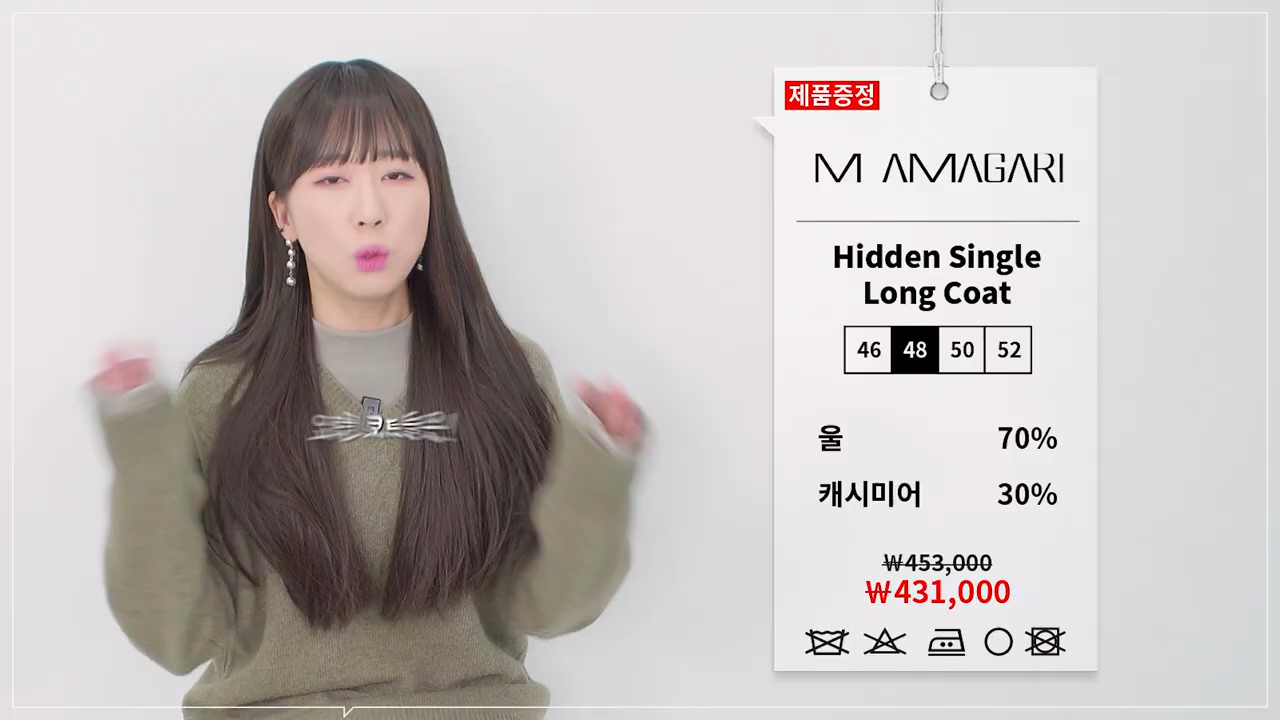 제품증정
M AMAGARI
Hidden Single
Long Coat
46 48 50 52
울 70%
캐시미어 30%
₩453,000
₩431,000